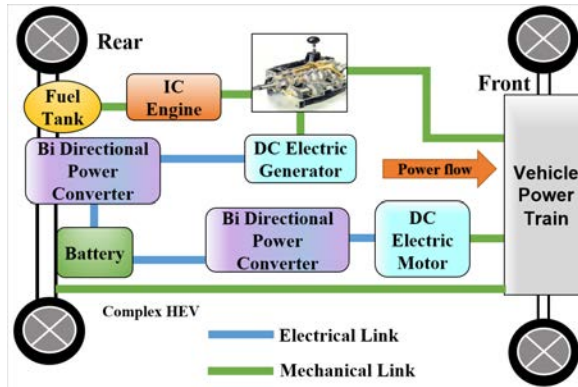 Rear
Front
Fuel
Tank
IC
Engine
Bi Directional
Power
Converter
DC Electric
Generator
Power flow
Vehicle
Power
Train
Battery
Bi Directional
Power
Converter
DC
Electric
Motor
Complex HEV
Electrical Link
Mechanical Link